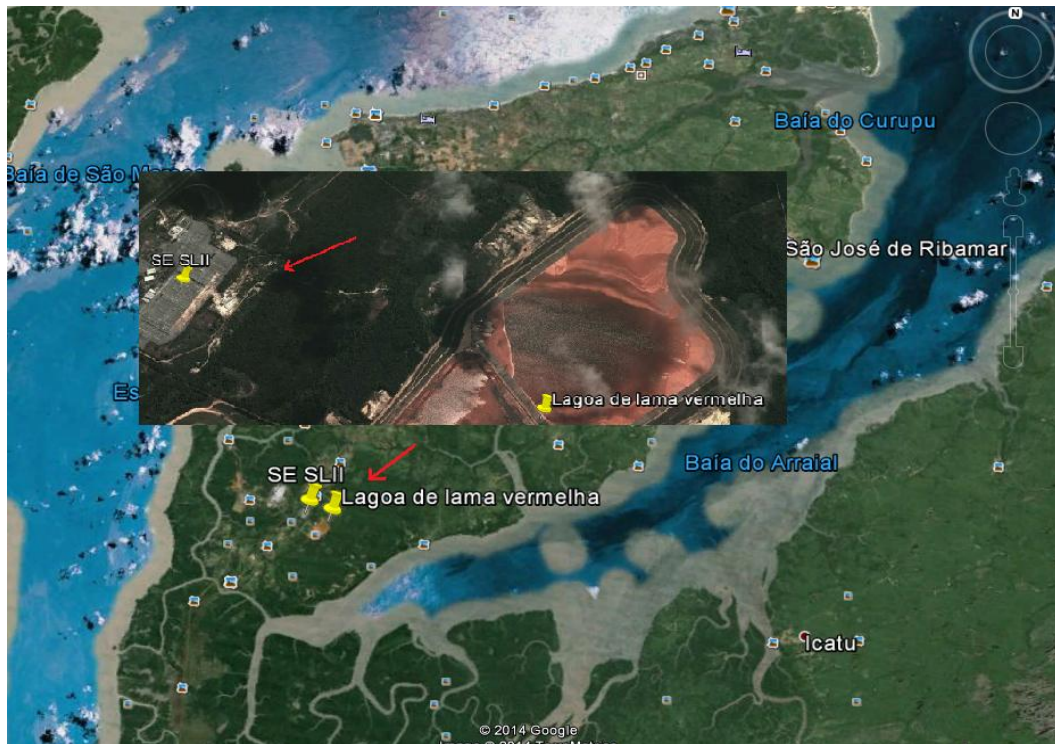 N
Baía do Curupu
Baía de São Marcos
São José de Ribamar
SE SLII
Lagoa de lama vermelha
Es
Baía do Arraial
SE SLII
Lagoa de lama vermelha
Icatu
© 2014 Google